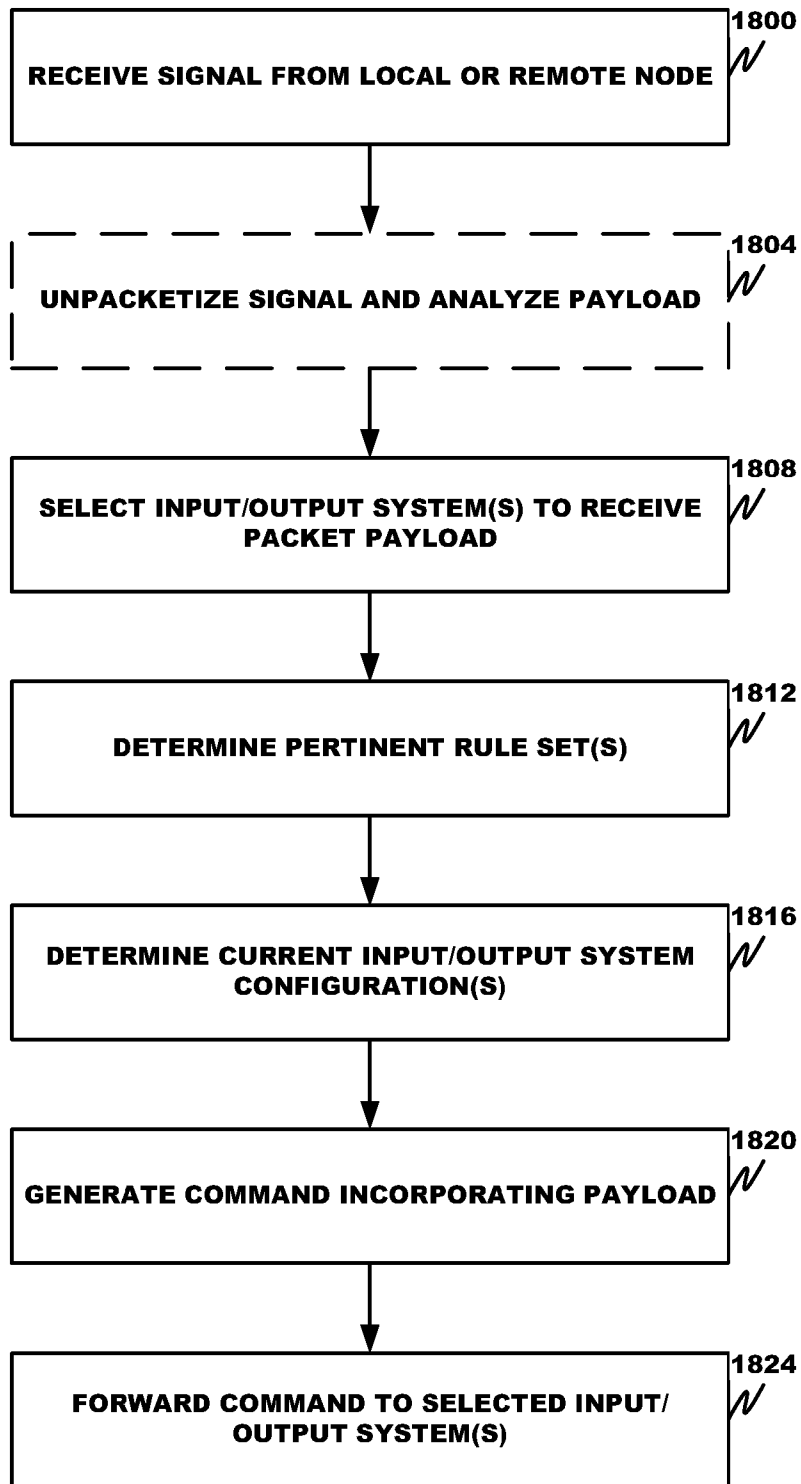 1800
RECEIVE SIGNAL FROM LOCAL OR REMOTE NODE
1804
UNPACKETIZE SIGNAL AND ANALYZE PAYLOAD
1808
SELECT INPUT/OUTPUT SYSTEM(S) TO RECEIVE
PACKET PAYLOAD
1812
DETERMINE PERTINENT RULE SET(S)
1816
DETERMINE CURRENT INPUT/OUTPUT SYSTEM
CONFIGURATION(S)
1820
GENERATE COMMAND INCORPORATING PAYLOAD
1824
FORWARD COMMAND TO SELECTED INPUT/
OUTPUT SYSTEM(S)